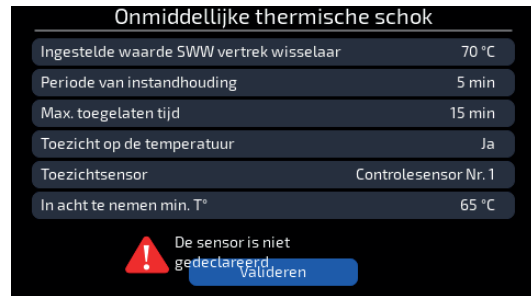 Onmiddellijke thermische schok
Ingestelde waarde SWW vertrek wisselaar 70 °C
Periode van instandhouding 5 min
Max. toegelaten tijd 15 min
Toezicht op de temperatuur Ja
Toezichtsensor Controlesensor Nr. 1
In acht te nemen min. T° 65 °C
De sensor is niet
gedeclareerd
Valideren